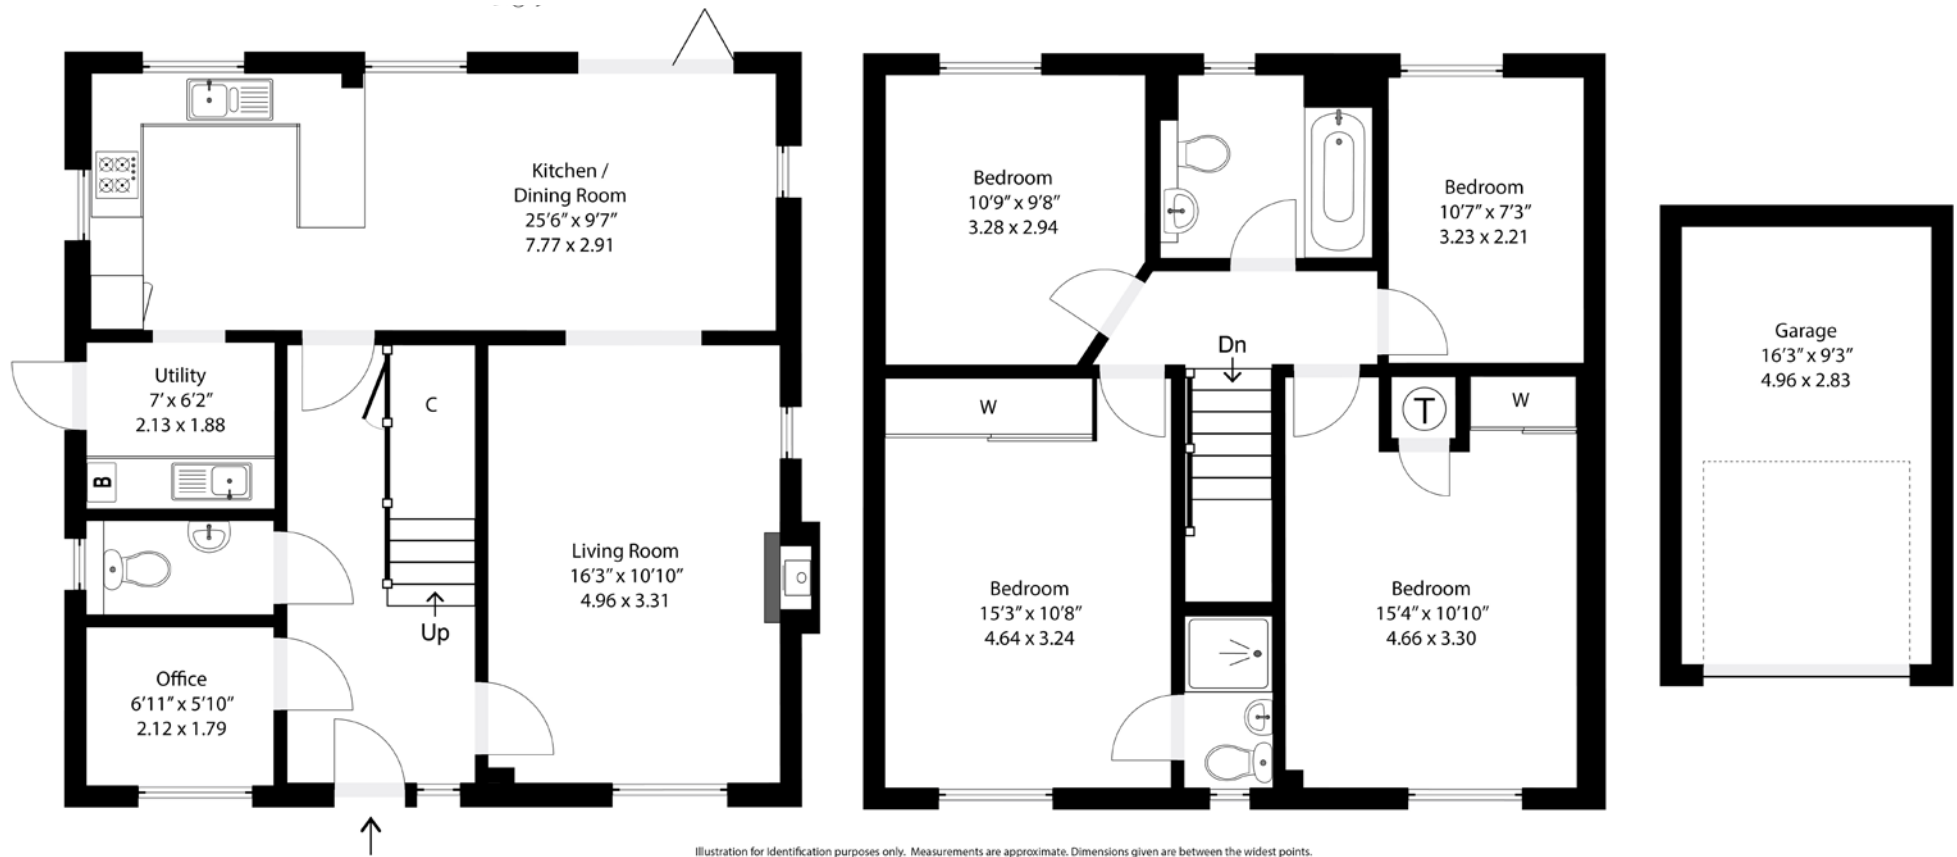 Kitchen /
Dining Room
25'6" x 9'7"
7.77 x 2.91
Utility
7' x 6'2"
2.13 x 1.88
B
C
Up
Living Room
16'3" x 10'10"
4.96 x 3.31
Office
6'11" x 5'10"
2.12 x 1.79
Bedroom
10'9" x 9'8"
3.28 x 2.94
Bedroom
10'7" x 7'3"
3.23 x 2.21
Dn
W
T
W
Bedroom
15'3" x 10'8"
4.64 x 3.24
Bedroom
15'4" x 10'10"
4.66 x 3.30
Garage
16'3" x 9'3"
4.96 x 2.83
Illustration for identification purposes only. Measurements are approximate. Dimensions given are between the widest points.